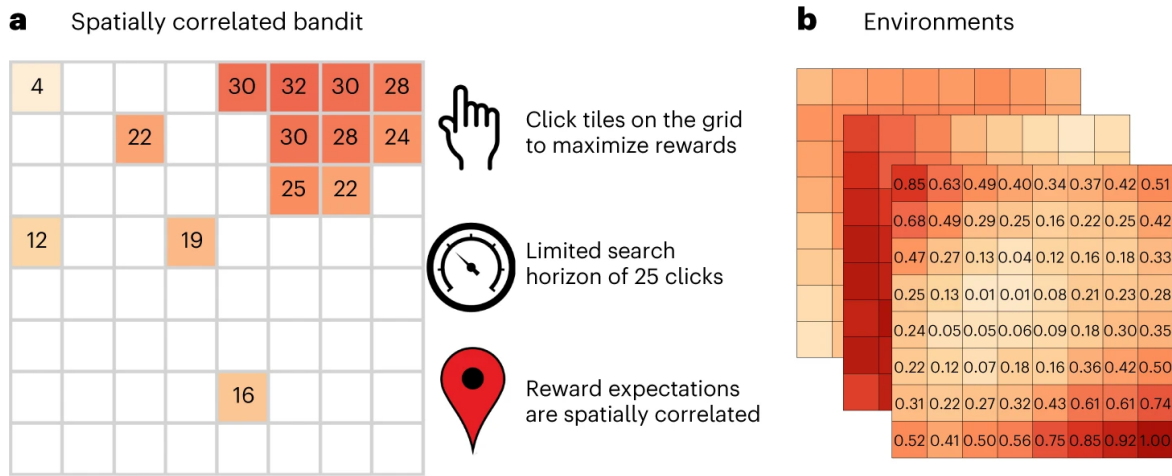 a Spatially correlated bandit
4 30 32 30 28
22 30 28 24
25 22
12 19
16
Click tiles on the grid
to maximize rewards
Limited search
horizon of 25 clicks
Reward expectations
are spatially correlated
b Environments
0.85 0.63 0.49 0.40 0.34 0.37 0.42 0.51
0.68 0.49 0.29 0.25 0.16 0.22 0.25 0.42
0.47 0.27 0.13 0.04 0.12 0.16 0.18 0.33
0.25 0.13 0.01 0.01 0.08 0.21 0.23 0.28
0.24 0.05 0.05 0.06 0.09 0.18 0.30 0.35
0.22 0.12 0.07 0.18 0.16 0.36 0.42 0.50
0.31 0.22 0.27 0.32 0.43 0.61 0.61 0.74
0.52 0.41 0.50 0.56 0.75 0.85 0.92 1.00